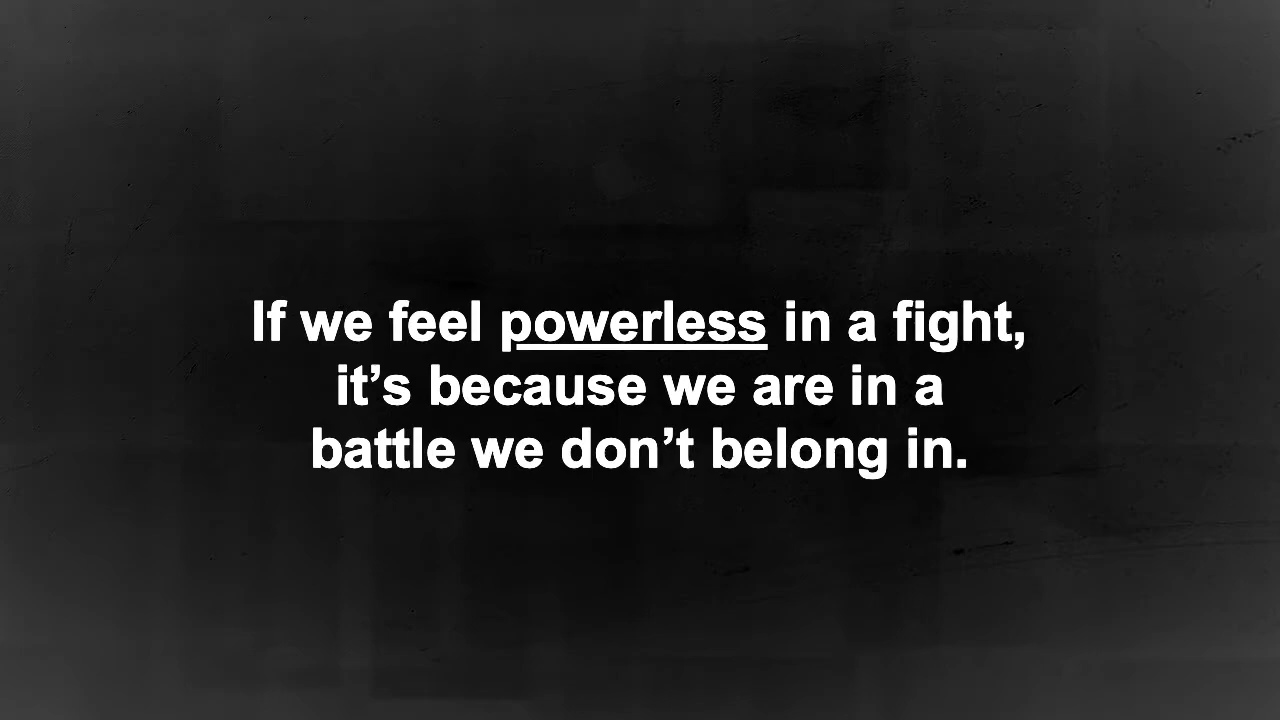 If we feel powerless in a fight,
it’s because we are in a
battle we don’t belong in.